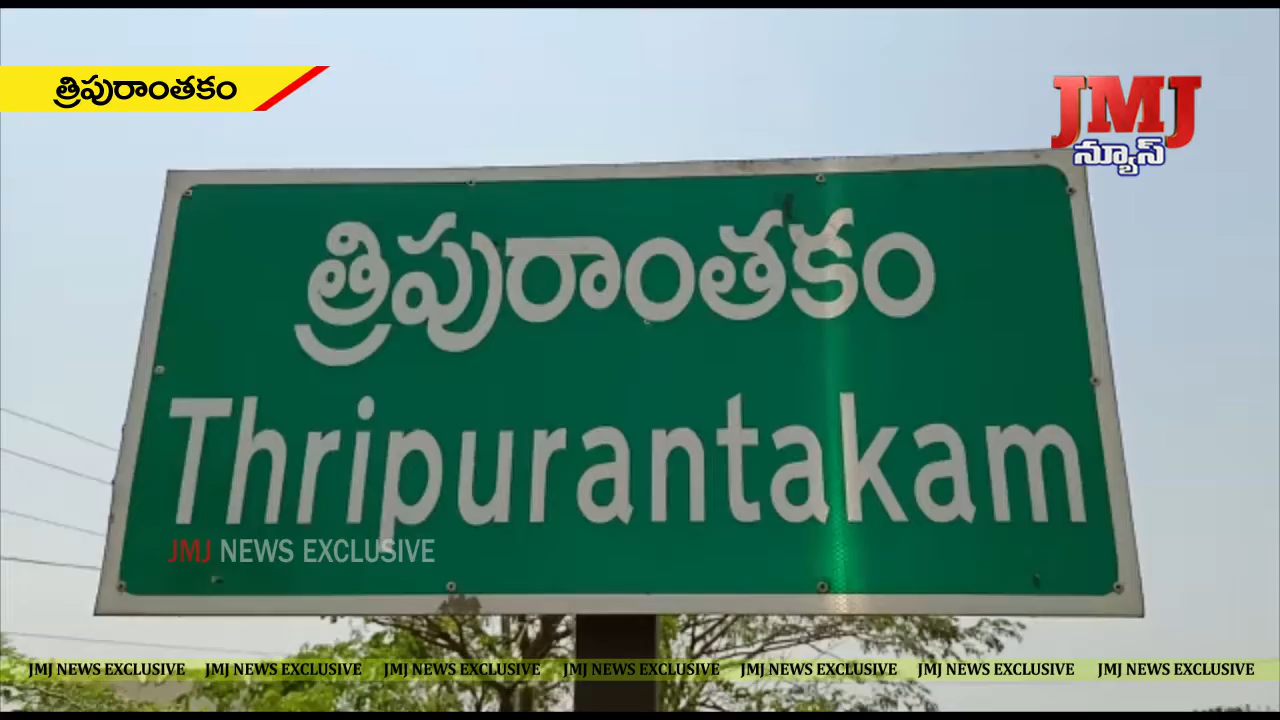 త్రిపురాంతకం
JMJ
న్యూస్
త్రిపురాంతకం
Thripurantakam
JMJ NEWS EXCLUSIVE
JMJ NEWS EXCLUSIVE JMJ NEWS EXCLUSIVE JMJ NEWS EXCLUSIVE JMJ NEWS EXCLUSIVE JMJ NEWS EXCLUSIVE JMJ NEWS EXCLUSIVE JMJ NEWS EXCLUSIVE